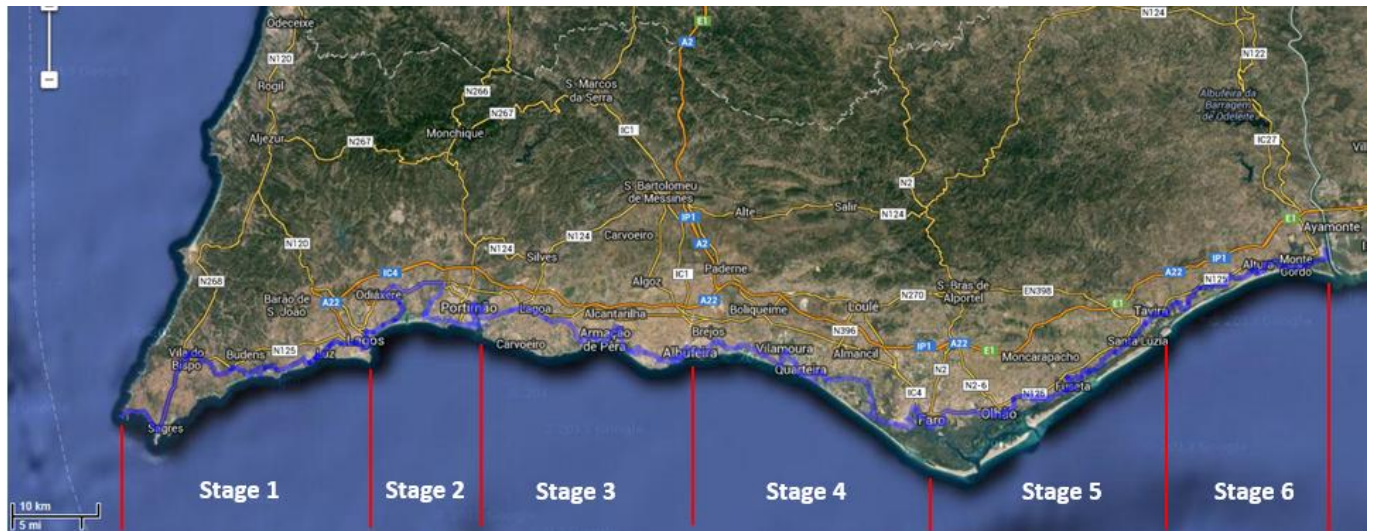 Odeceixe
N124
E1
A2
N122
N120
Rogil
S. Marcos
da Serra
N266
N267
Albufeira da
Barragem
de Odeleite
Monchique
IC1
Aljezur
N267
IC27
N2
S. Bartolomeu
de Messines
Alte
Salir
N124
IP1
E1
Ayamonte
Carvoeiro
N124
A2
N120
N124
Silves
IP1
Altura
Monte
Gordo
N268
IC4
Algoz
IC1
Paderne
A22
N125
S. Bras de
Alportel
Barão de
S. João
A22
Odiáxere
Portimão
Lagoa
Alcantarilha
A22
Boliqueime
Loulé
N270
EN398
E1
Tavira
Lagos
Armação
de Pêra
Brejos
N396
Vila do
Bispo
Budens
N125
Luz
Carvoeiro
Albufeira
Vilamoura
Almancil
IP1
A22
E1
Moncarapacho
Santa Luzia
Quarteira
N2
N2-6
IC4
N125
Fuseta
Sagres
Faro
Olhão
Stage 1
Stage 2
Stage 3
Stage 4
Stage 5
Stage 6
10 km
5 mi